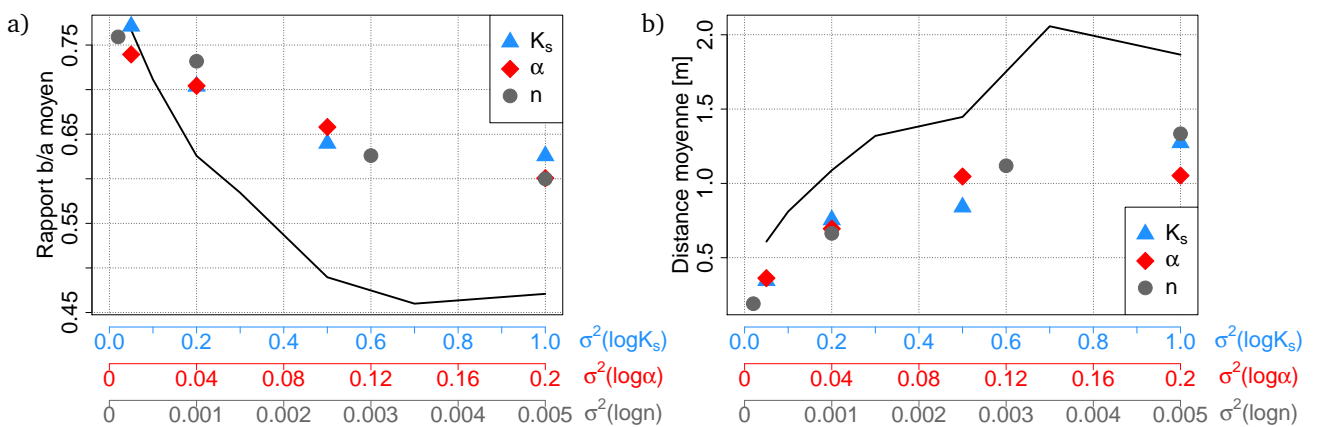 a)
Rapport b/a moyen
0.75
0.65
0.55
0.45
Ks
α
n
0.0 0.2 0.4 0.6 0.8 1.0 σ²(logKs)
0 0.04 0.08 0.12 0.16 0.2 σ²(logα)
0 0.001 0.002 0.003 0.004 0.005 σ²(logn)
b)
Distance moyenne [m]
2.0
1.5
1.0
0.5
Ks
α
n
0.0 0.2 0.4 0.6 0.8 1.0 σ²(logKs)
0 0.04 0.08 0.12 0.16 0.2 σ²(logα)
0 0.001 0.002 0.003 0.004 0.005 σ²(logn)